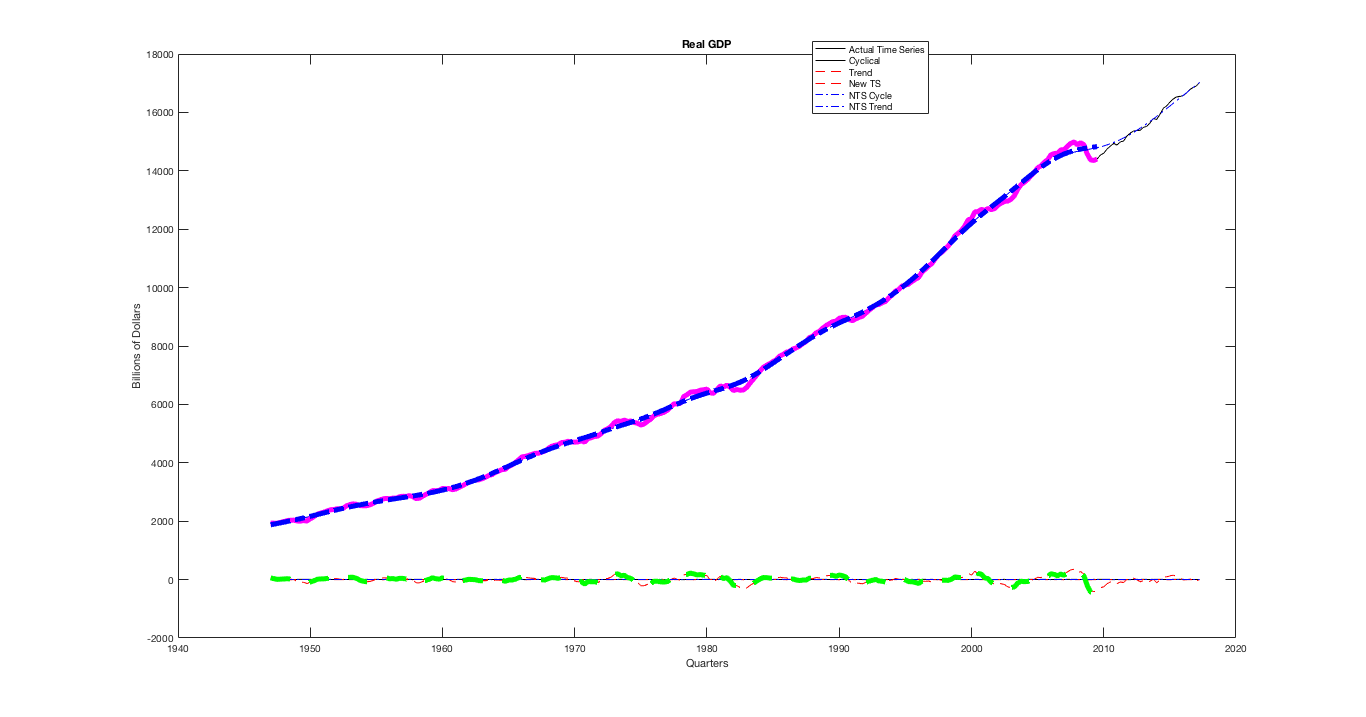 Real GDP
Actual Time Series
Cyclical
Trend
New TS
NTS Cycle
NTS Trend
18000
16000
14000
12000
10000
8000
6000
4000
2000
0
-2000
Billions of Dollars
1940 1950 1960 1970 1980 1990 2000 2010 2020
Quarters